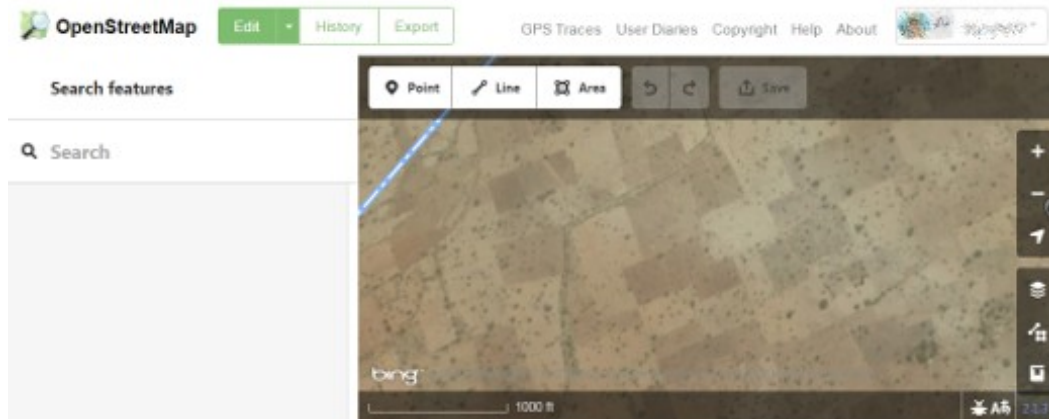 OpenStreetMap Edit History Export GPS Traces User Diaries Copyright Help About
Search features
Point Line Area Save
Search
bing
1000 ft